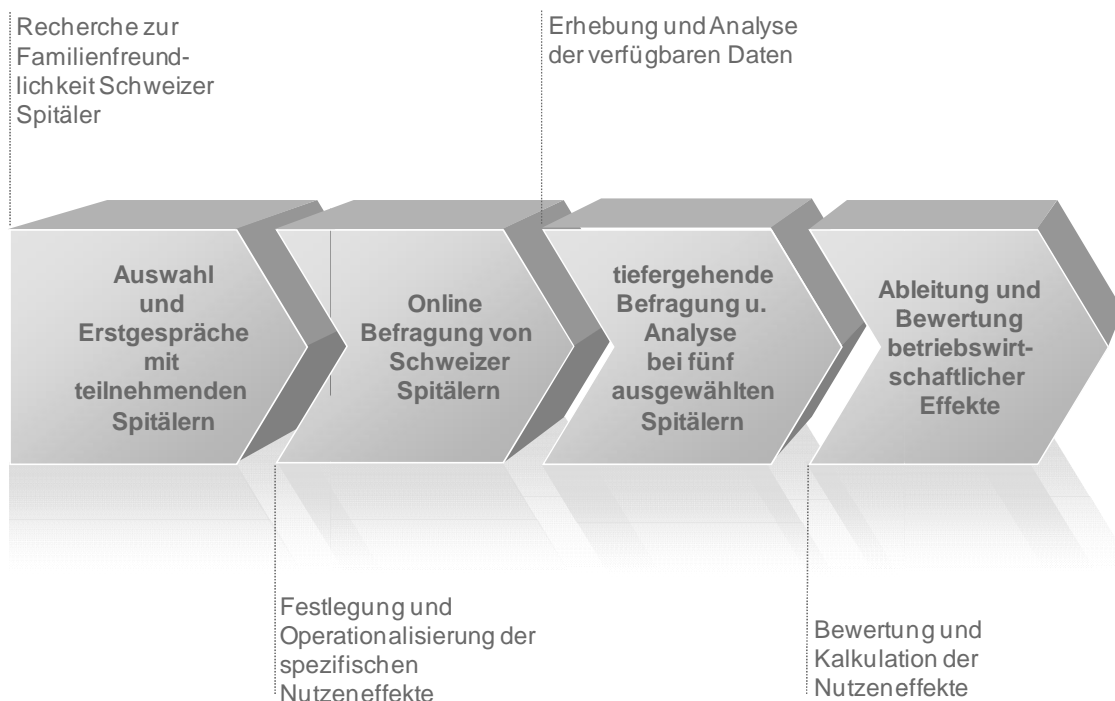 Recherche zur
Familienfreund-
lichkeit Schweizer
Spitäler
Erhebung und Analyse
der verfügbaren Daten
Auswahl
und
Erstgespräche
mit
teilnehmenden
Spitälern
Online
Befragung von
Schweizer
Spitälern
tiefergehende
Befragung u.
Analyse
bei fünf
ausgewählten
Spitälern
Ableitung und
Bewertung
betriebswirt-
schaftlicher
Effekte
Festlegung und
Operationalisierung der
spezifischen
Nutzeneffekte
Bewertung und
Kalkulation der
Nutzeneffekte